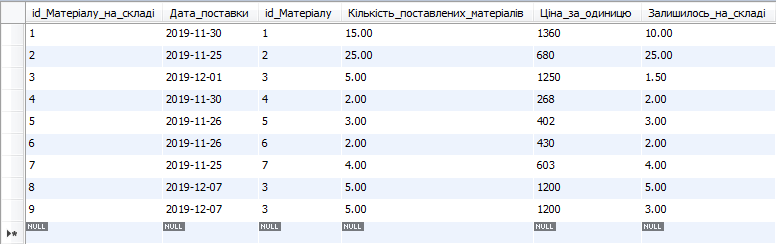 id_Матеріалу_на_складі Дата_поставки id_Матеріалу Кількість_поставлених_матеріалів Ціна_за_одиницю Залишилось_на_складі
1 2019-11-30 1 15.00 1360 10.00
2 2019-11-25 2 25.00 680 25.00
3 2019-12-01 3 5.00 1250 1.50
4 2019-11-30 4 2.00 268 2.00
5 2019-11-26 5 3.00 402 3.00
6 2019-11-26 6 2.00 430 2.00
7 2019-11-25 7 4.00 603 4.00
8 2019-12-07 3 5.00 1200 5.00
9 2019-12-07 3 5.00 1200 3.00
NULL NULL NULL NULL NULL NULL